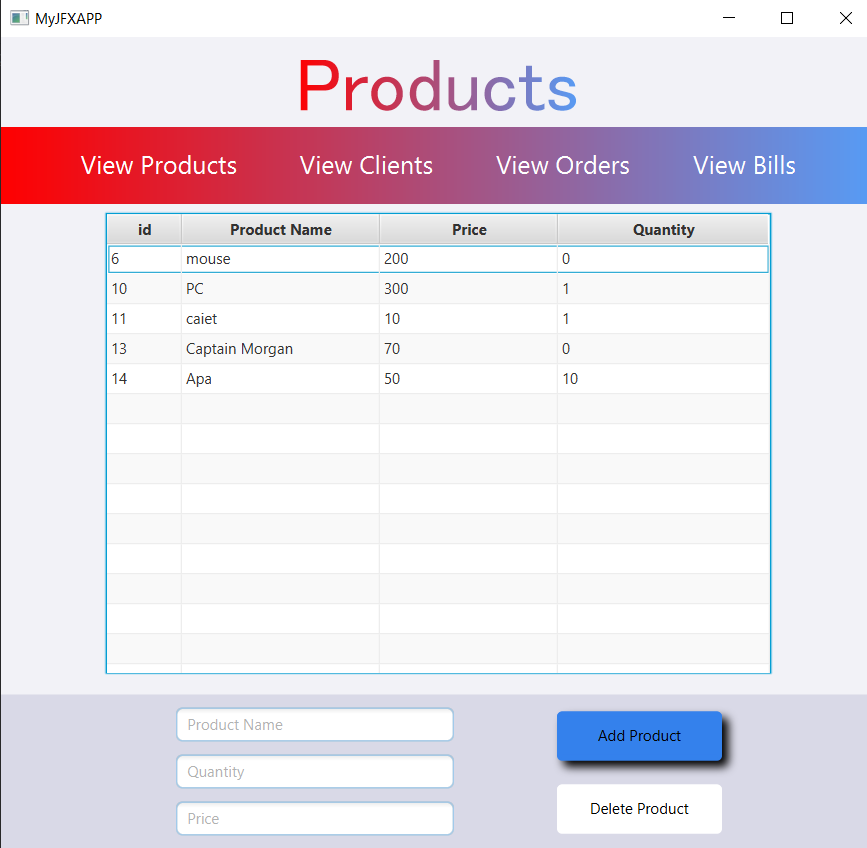 MyJFXAPP
Products
View Products View Clients View Orders View Bills
id Product Name Price Quantity
6 mouse 200 0
10 PC 300 1
11 caiet 10 1
13 Captain Morgan 70 0
14 Apa 50 10
Product Name
Quantity
Price
Add Product
Delete Product